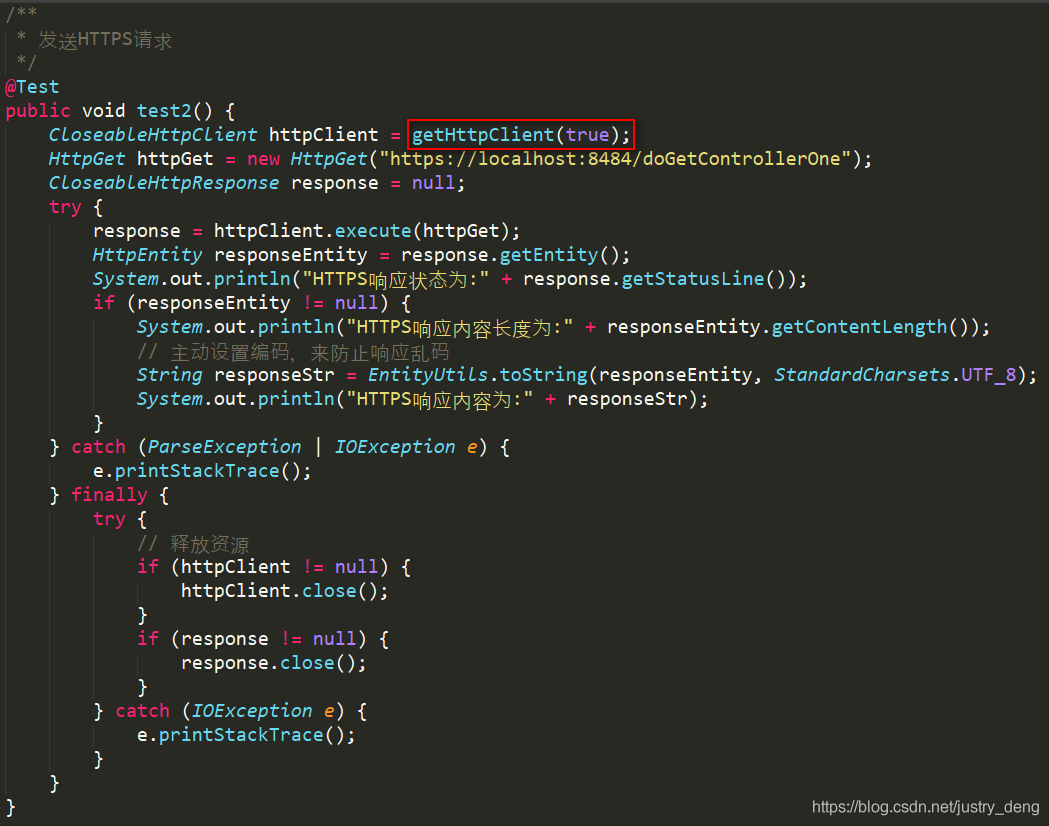 /**
 * 发送HTTPS请求
 */
@Test
public void test2() {
    CloseableHttpClient httpClient = getHttpClient(true);
    HttpGet httpGet = new HttpGet("https://localhost:8484/doGetControllerOne");
    CloseableHttpResponse response = null;
    try {
        response = httpClient.execute(httpGet);
        HttpEntity responseEntity = response.getEntity();
        System.out.println("HTTPS响应状态为:" + response.getStatusLine());
        if (responseEntity != null) {
            System.out.println("HTTPS响应内容长度为:" + responseEntity.getContentLength());
            // 主动设置编码, 来防止响应乱码
            String responseStr = EntityUtils.toString(responseEntity, StandardCharsets.UTF_8);
            System.out.println("HTTPS响应内容为:" + responseStr);
        }
    } catch (ParseException | IOException e) {
        e.printStackTrace();
    } finally {
        try {
            // 释放资源
            if (httpClient != null) {
                httpClient.close();
            }
            if (response != null) {
                response.close();
            }
        } catch (IOException e) {
            e.printStackTrace();
        }
    }
}
https://blog.csdn.net/justry_deng